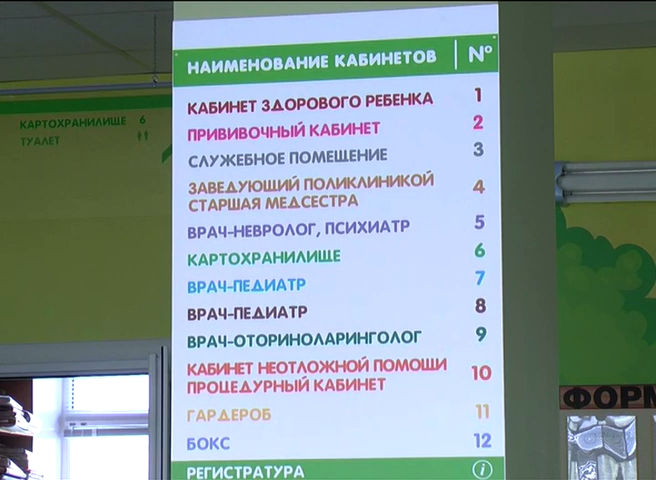 НАИМЕНОВАНИЕ КАБИНЕТОВ №
КАБИНЕТ ЗДОРОВОГО РЕБЕНКА 1
ПРИВИВОЧНЫЙ КАБИНЕТ 2
СЛУЖЕБНОЕ ПОМЕЩЕНИЕ 3
ЗАВЕДУЮЩИЙ ПОЛИКЛИНИКОЙ
СТАРШАЯ МЕДСЕСТРА 4
ВРАЧ-НЕВРОЛОГ, ПСИХИАТР 5
КАРТОХРАНИЛИЩЕ 6
ВРАЧ-ПЕДИАТР 7
ВРАЧ-ПЕДИАТР 8
ВРАЧ-ОТОРИНОЛАРИНГОЛОГ 9
КАБИНЕТ НЕОТЛОЖНОЙ ПОМОЩИ
ПРОЦЕДУРНЫЙ КАБИНЕТ 10
ГАРДЕРОБ 11
БОКС 12
РЕГИСТРАТУРА i
КАРТОХРАНИЛИЩЕ 6
ТУАЛЕТ
ФОРМ